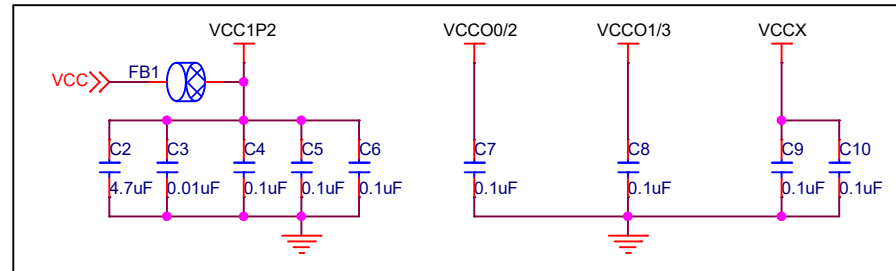 VCC1P2 VCCO0/2 VCCO1/3 VCCX
VCC FB1
C2 C3 C4 C5 C6 C7 C8 C9 C10
4.7uF 0.01uF 0.1uF 0.1uF 0.1uF 0.1uF 0.1uF 0.1uF 0.1uF